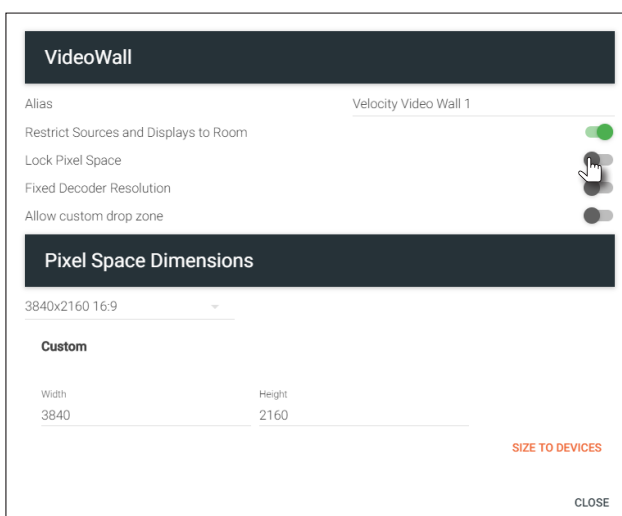 VideoWall
Alias Velocity Video Wall 1
Restrict Sources and Displays to Room
Lock Pixel Space
Fixed Decoder Resolution
Allow custom drop zone
Pixel Space Dimensions
3840x2160 16:9
Custom
Width Height
3840 2160
SIZE TO DEVICES
CLOSE